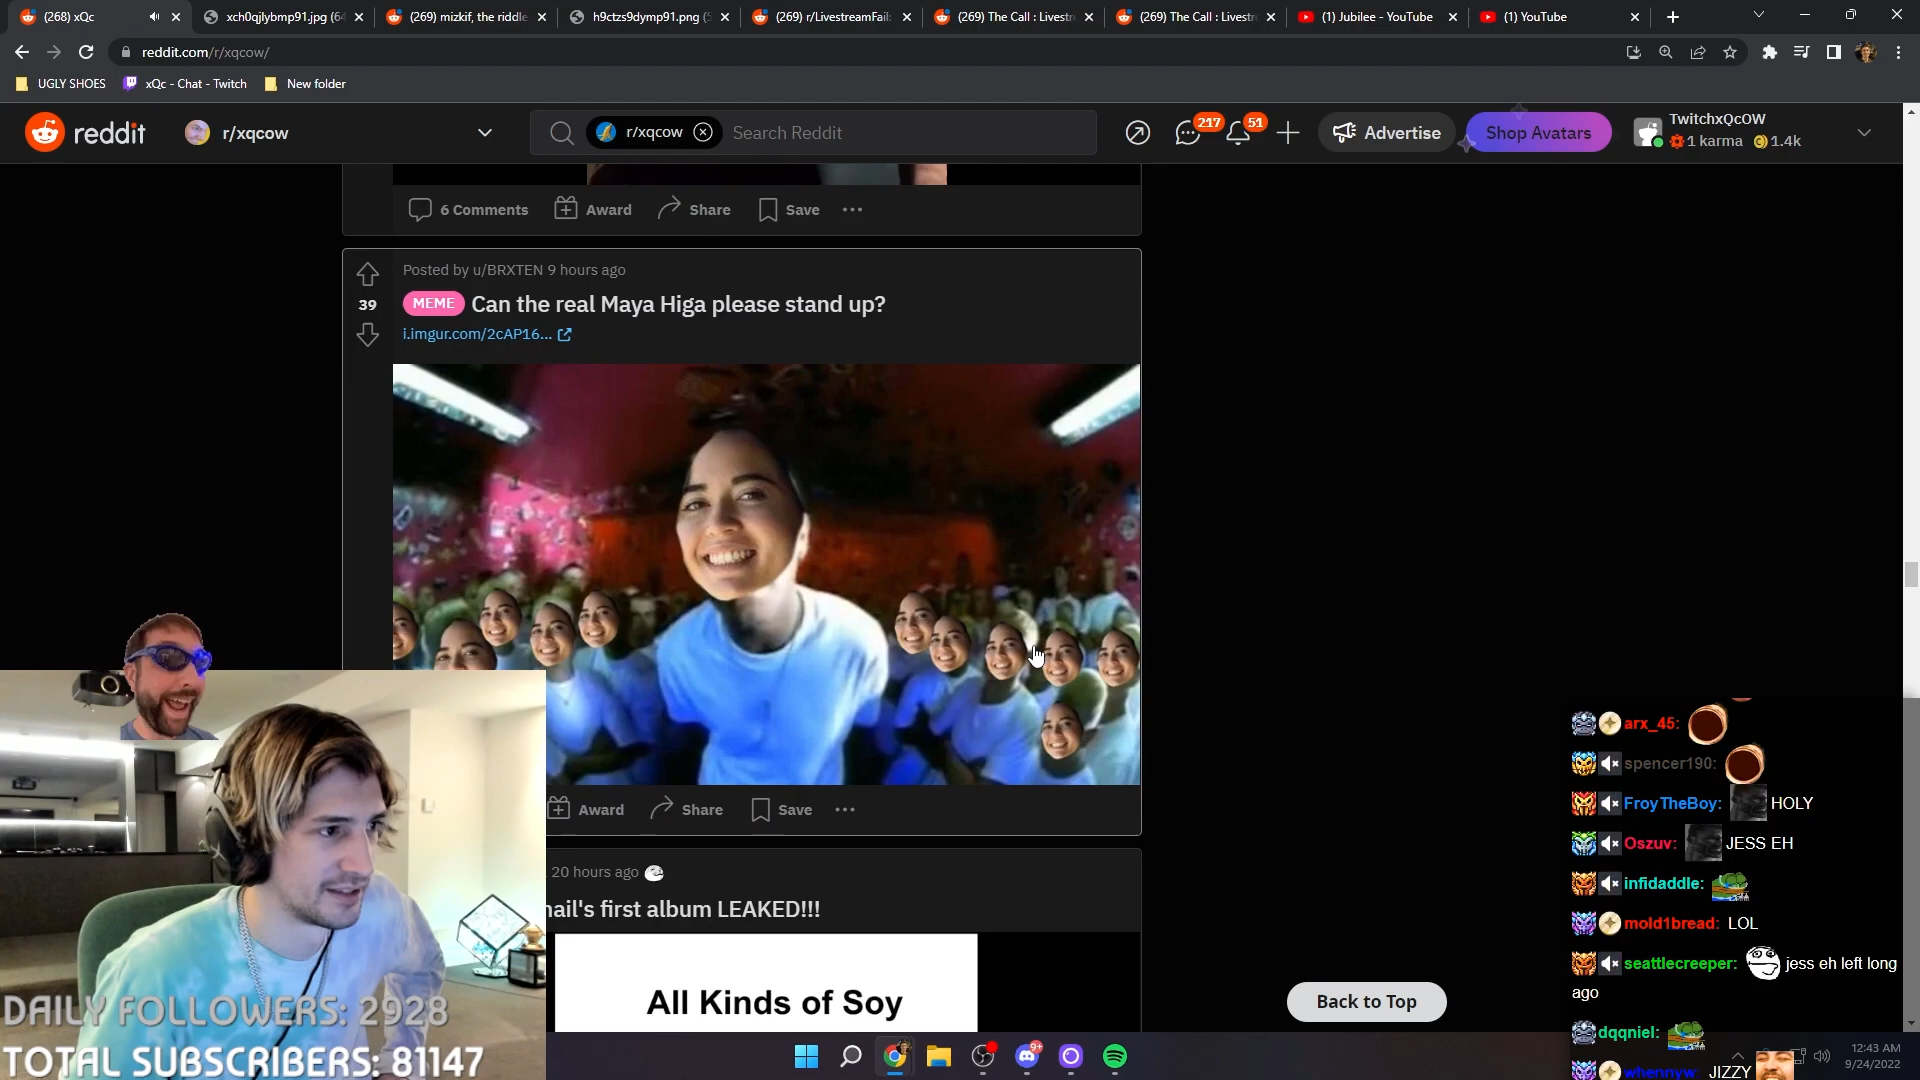 (268) xQc
xch0qjlybmp91.jpg (64
(269) mizkif, the riddle
h9ctzs9dymp91.png (5
(269) r/LivestreamFail:
(269) The Call : Livestr
(269) The Call : Livestr
(1) Jubilee - YouTube
(1) YouTube
reddit.com/r/xqcow/
UGLY SHOES
xQc - Chat - Twitch
New folder
reddit
r/xqcow
r/xqcow
Search Reddit
217
51
Advertise
Shop Avatars
TwitchxQcOW
1 karma
1.4k
6 Comments
Award
Share
Save
Posted by u/BRXTEN 9 hours ago
39
MEME
Can the real Maya Higa please stand up?
i.imgur.com/2cAP16...
Award
Share
Save
20 hours ago
nail's first album LEAKED!!!
All Kinds of Soy
Back to Top
arx_45:
spencer190:
FroyTheBoy: HOLY
Oszuv: JESS EH
infidaddle:
mold1bread: LOL
seattlecreeper: jess eh left long
ago
dqqniel:
whennyw: JIZZY
DAILY FOLLOWERS: 2928
TOTAL SUBSCRIBERS: 81147
9+
12:43 AM
9/24/2022